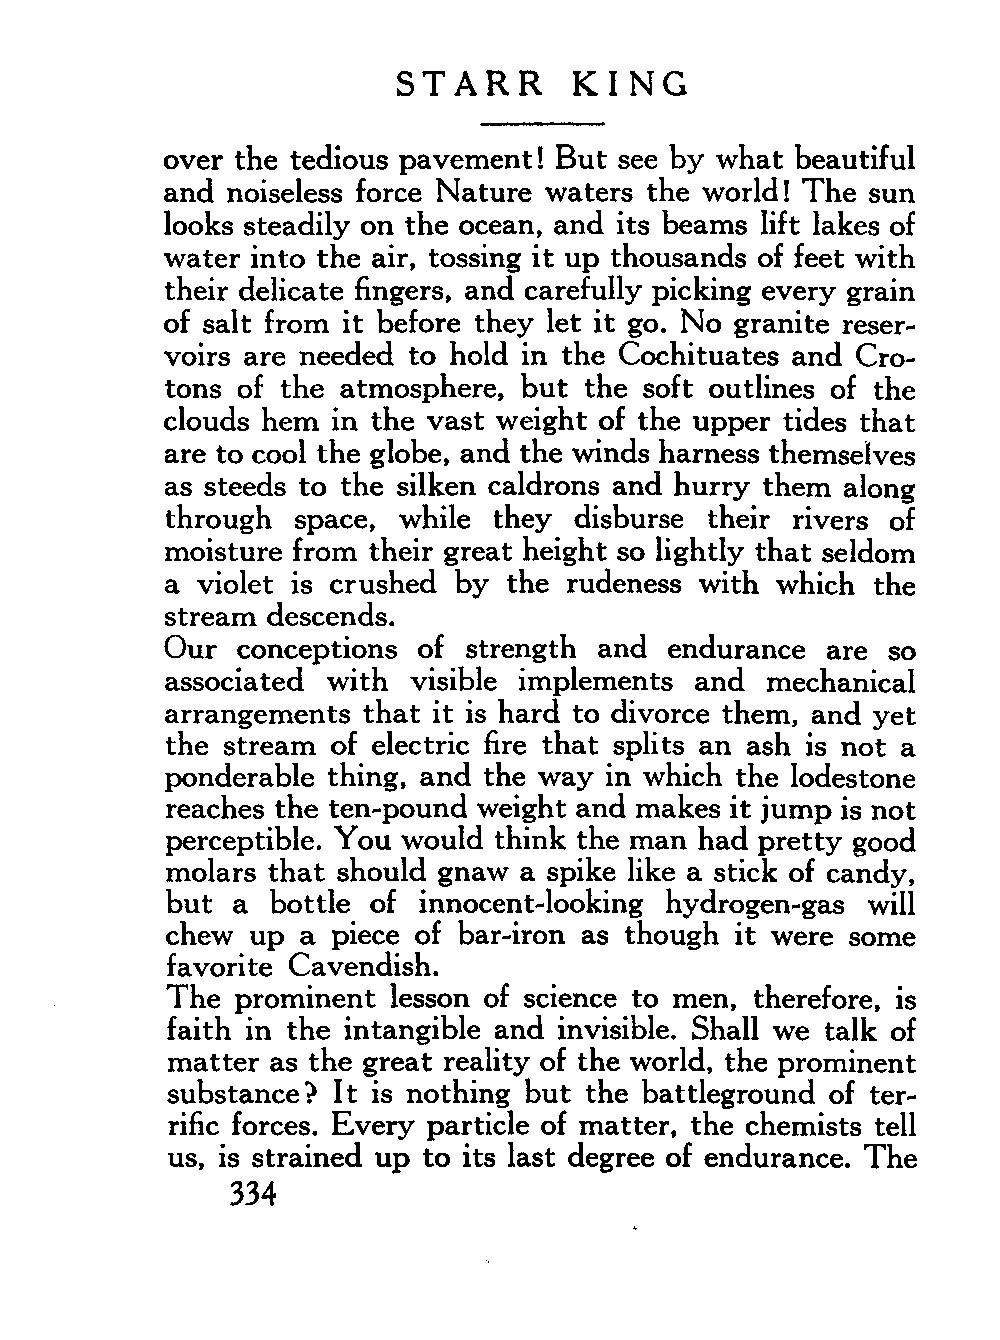 STARR KING
over the tedious pavement! But see by what beautiful
and noiseless force Nature waters the world! The sun
looks steadily on the ocean, and its beams lift lakes of
water into the air, tossing it up thousands of feet with
their delicate fingers, and carefully picking every grain
of salt from it before they let it go. No granite reser-
voirs are needed to hold in the Cochituates and Cro-
tons of the atmosphere, but the soft outlines of the
clouds hem in the vast weight of the upper tides that
are to cool the globe, and the winds harness themselves
as steeds to the silken caldrons and hurry them along
through space, while they disburse their rivers of
moisture from their great height so lightly that seldom
a violet is crushed by the rudeness with which the
stream descends.
Our conceptions of strength and endurance are so
associated with visible implements and mechanical
arrangements that it is hard to divorce them, and yet
the stream of electric fire that splits an ash is not a
ponderable thing, and the way in which the lodestone
reaches the ten-pound weight and makes it jump is not
perceptible. You would think the man had pretty good
molars that should gnaw a spike like a stick of candy,
but a bottle of innocent-looking hydrogen-gas will
chew up a piece of bar-iron as though it were some
favorite Cavendish.
The prominent lesson of science to men, therefore, is
faith in the intangible and invisible. Shall we talk of
matter as the great reality of the world, the prominent
substance? It is nothing but the battleground of ter-
rific forces. Every particle of matter, the chemists tell
us, is strained up to its last degree of endurance. The
334